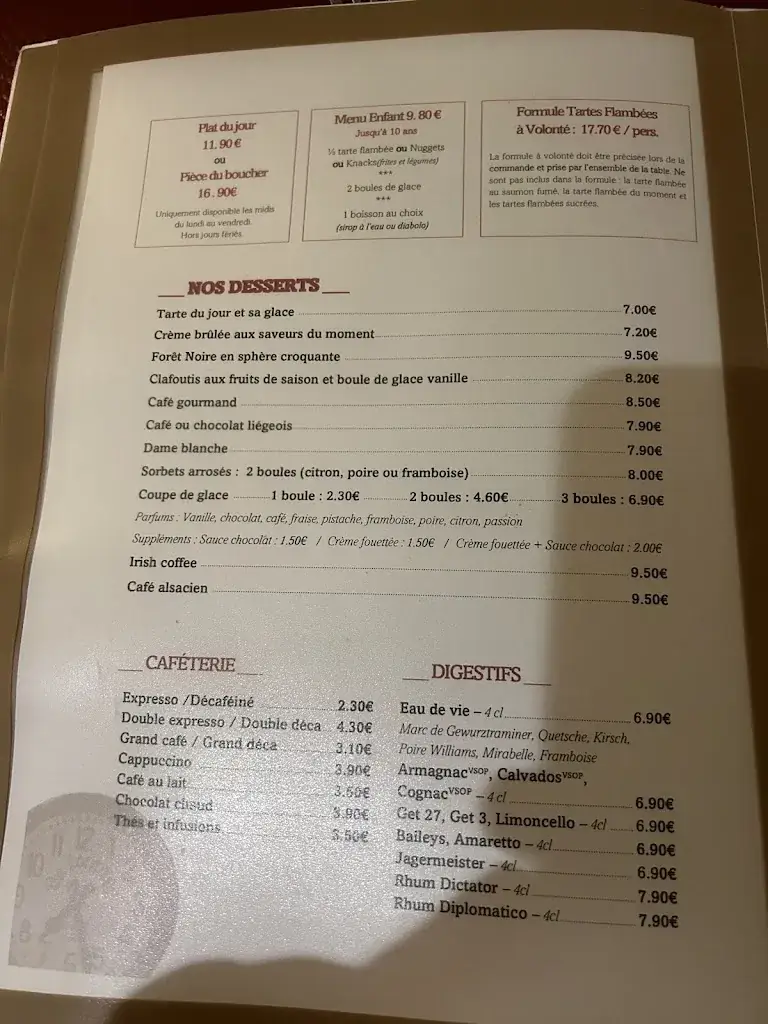 Plat du jour
11.90€
ou
Pièce du boucher
16.90€
Uniquement disponible les midis
du lundi au vendredi.
Hors jours fériés.
Menu Enfant 9.80 €
Jusqu'à 10 ans
½ tarte flambée ou Nuggets
ou Knacks(frites et légumes)
***
2 boules de glace
***
1 boisson au choix
(sirop à l'eau ou diabolo)
Formule Tartes Flambées
à Volonté : 17.70 € / pers.
La formule à volonté doit être précisée lors de la
commande et prise par l'ensemble de la table. Ne
sont pas inclus dans la formule : la tarte flambée
au saumon fumé, la tarte flambée du moment et
les tartes flambées sucrées.
NOS DESSERTS
Tarte du jour et sa glace 7.00€
Crème brûlée aux saveurs du moment 7.20€
Forêt Noire en sphère croquante 9.50€
Clafoutis aux fruits de saison et boule de glace vanille 8.20€
Café gourmand 8.50€
Café ou chocolat liégeois 7.90€
Dame blanche 7.90€
Sorbets arrosés : 2 boules (citron, poire ou framboise) 8.00€
Coupe de glace 1 boule : 2.30€ 2 boules : 4.60€ 3 boules : 6.90€
Parfums : Vanille, chocolat, café, fraise, pistache, framboise, poire, citron, passion
Suppléments : Sauce chocolat : 1.50€ / Crème fouettée : 1.50€ / Crème fouettée + Sauce chocolat : 2.00€
Irish coffee 9.50€
Café alsacien 9.50€
CAFÉTERIE
Expresso /Décaféiné 2.30€
Double expresso / Double déca 4.30€
Grand café / Grand déca 3.10€
Cappuccino 3.90€
Café au lait 3.50€
Chocolat chaud 3.90€
Thés et infusions 3.50€
DIGESTIFS
Eau de vie – 4 cl 6.90€
Marc de Gewurztraminer, Quetsche, Kirsch,
Poire Williams, Mirabelle, Framboise
Armagnac VSOP, Calvados VSOP,
Cognac VSOP – 4 cl 6.90€
Get 27, Get 3, Limoncello – 4cl 6.90€
Baileys, Amaretto – 4cl 6.90€
Jagermeister – 4cl 6.90€
Rhum Dictator – 4cl 7.90€
Rhum Diplomatico – 4cl 7.90€